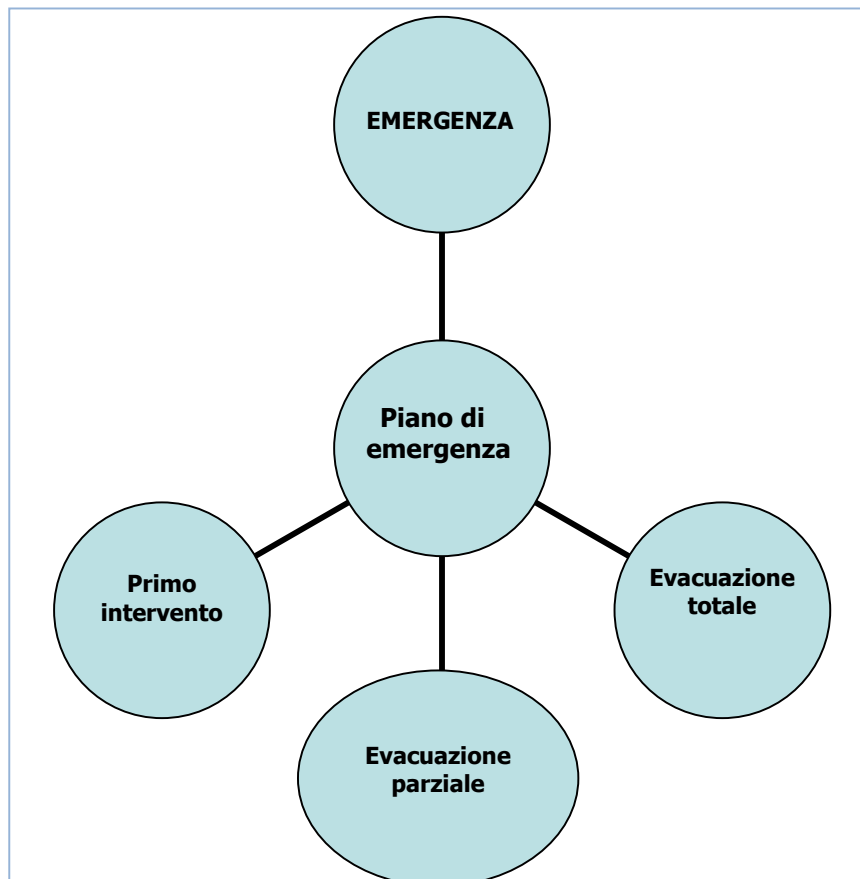 EMERGENZA
Piano di
emergenza
Primo
intervento
Evacuazione
totale
Evacuazione
parziale